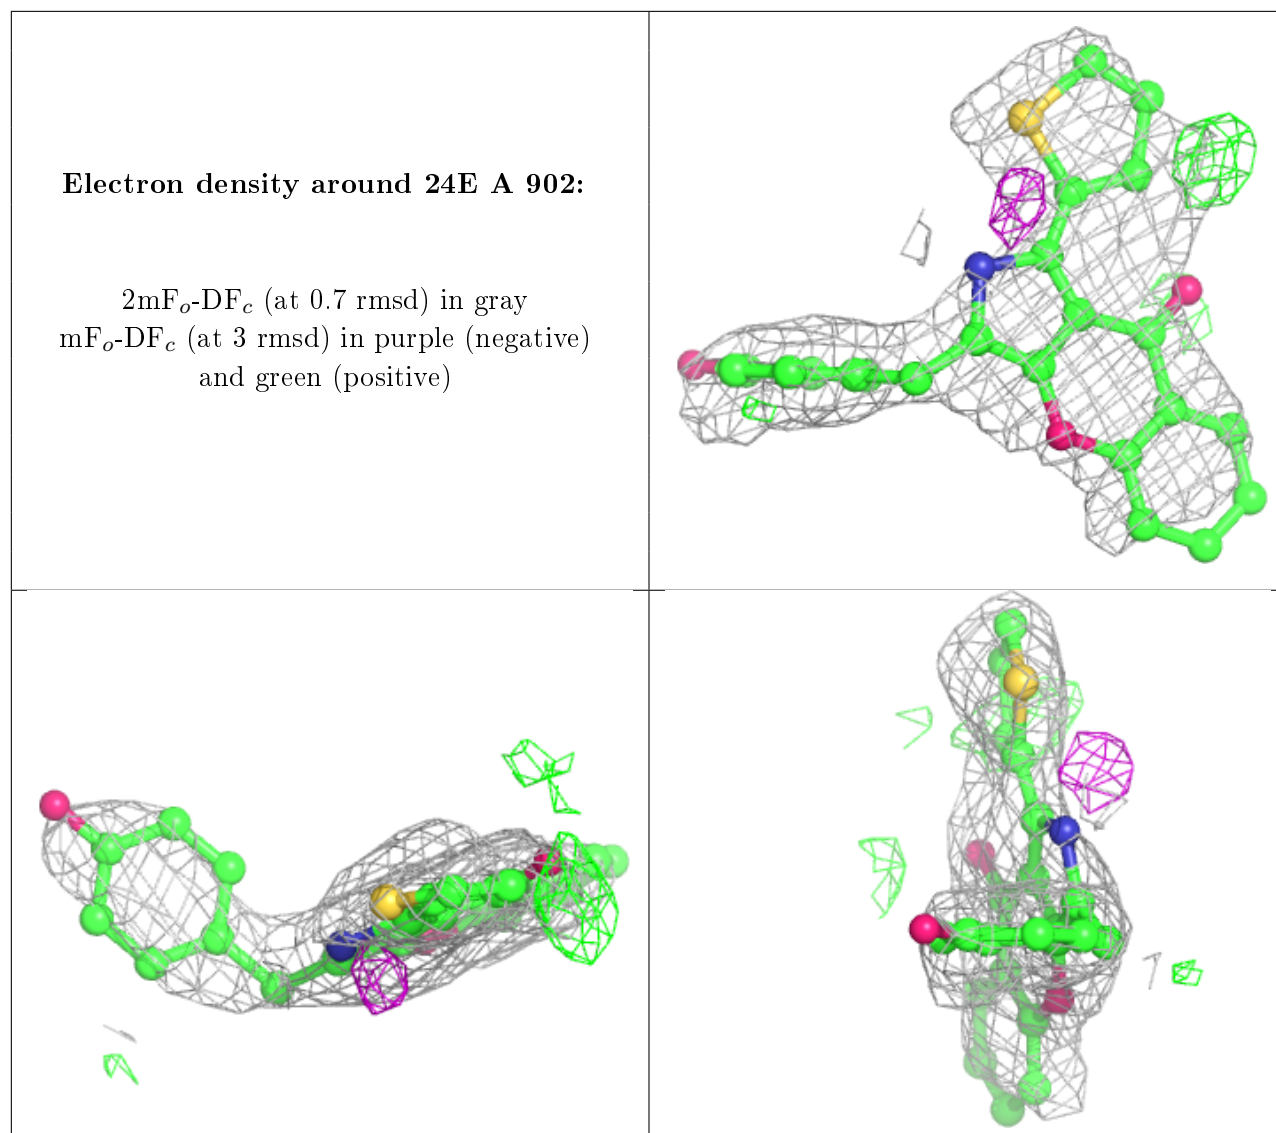 Electron density around 24E A 902:
2mFₒ-DF𝒸 (at 0.7 rmsd) in gray
mFₒ-DF𝒸 (at 3 rmsd) in purple (negative)
and green (positive)